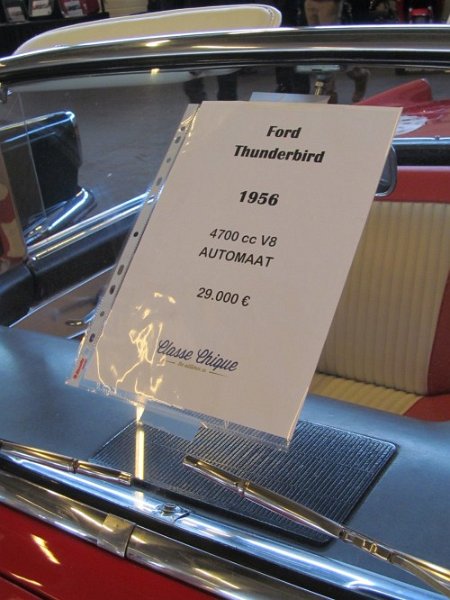 Ford
Thunderbird
1956
4700 cc V8
AUTOMAAT
29.000 €
Classe Chique